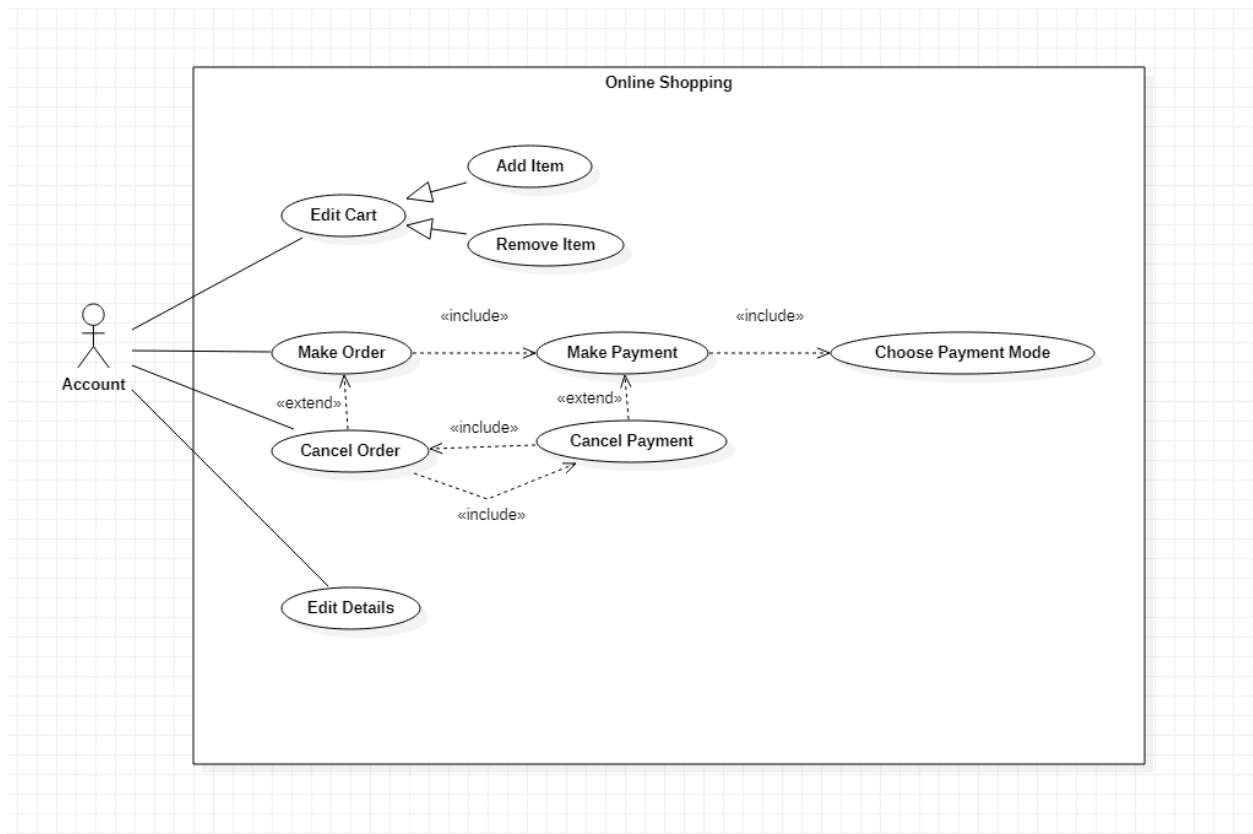 Online Shopping
Add Item
Edit Cart
Remove Item
«include»
«include»
Make Order
Make Payment
Choose Payment Mode
Account
«extend»
«extend»
«include»
Cancel Order
Cancel Payment
«include»
Edit Details